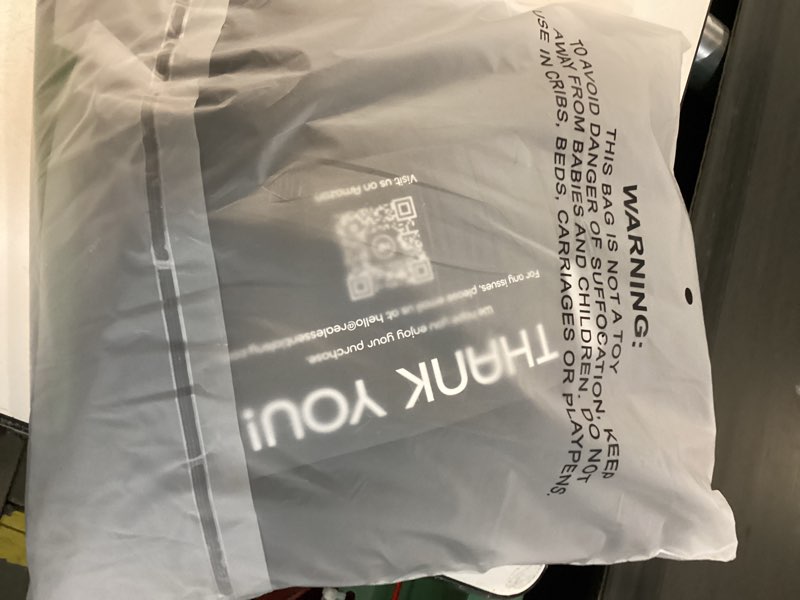 WARNING:
THIS BAG IS NOT A TOY
TO AVOID DANGER OF SUFFOCATION, KEEP
AWAY FROM BABIES AND CHILDREN. DO NOT
USE IN CRIBS, BEDS, CARRIAGES OR PLAYPENS.
THANK YOU!
We hope you enjoy your purchase.
For any issues, please email us at
Visit us on Amazon